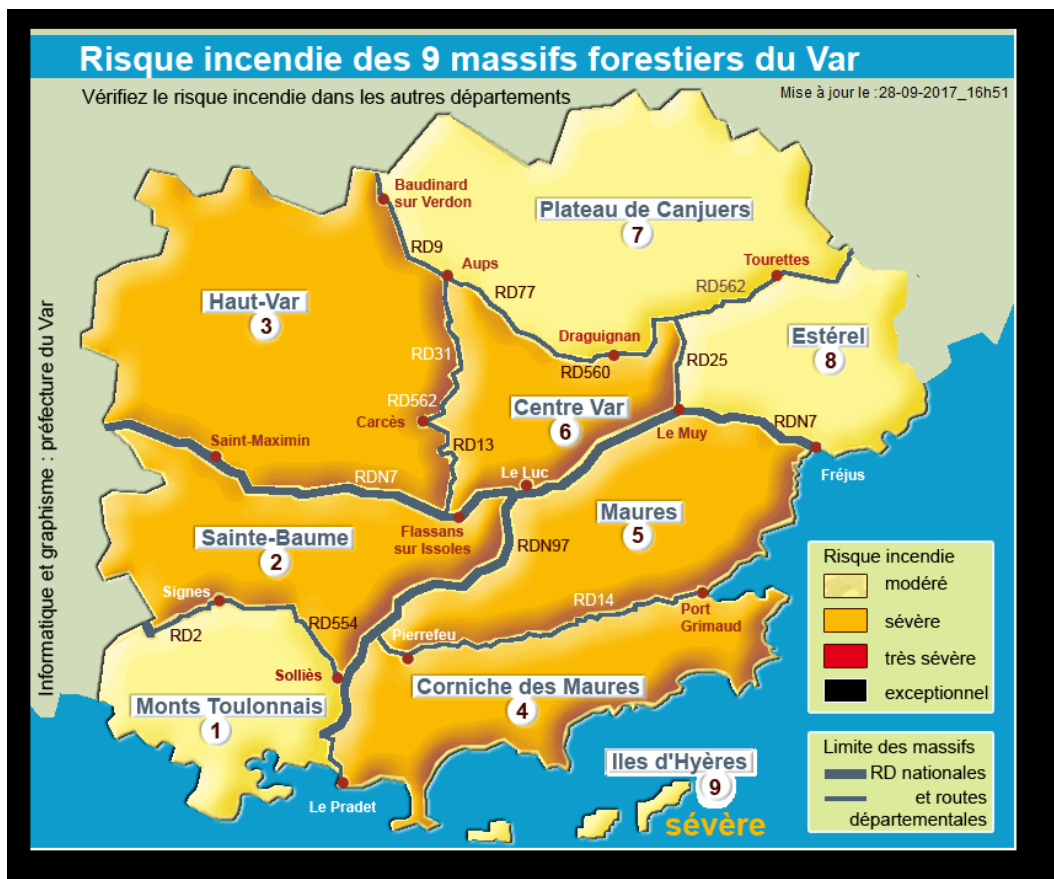 Risque incendie des 9 massifs forestiers du Var
Vérifiez le risque incendie dans les autres départements
Mise à jour le :28-09-2017_16h51
Baudinard
sur Verdon
Plateau de Canjuers
7
RD9
Aups
Tourettes
RD77
RD562
Haut-Var
3
Draguignan
Estérel
8
RD31
RD560
RD25
RD562
Centre Var
6
Carcès
Le Muy
RDN7
Saint-Maximin
RD13
Le Luc
Fréjus
RDN7
Maures
5
Flassans
sur Issoles
RDN97
Sainte-Baume
2
Signes
RD14
Port
Grimaud
RD2
RD554
Pierrefeu
Solliès
Corniche des Maures
4
Monts Toulonnais
1
Le Pradet
Iles d'Hyères
9
sévère
Risque incendie
modéré
sévère
très sévère
exceptionnel
Limite des massifs
RD nationales
et routes
départementales
Informatique et graphisme : préfecture du Var